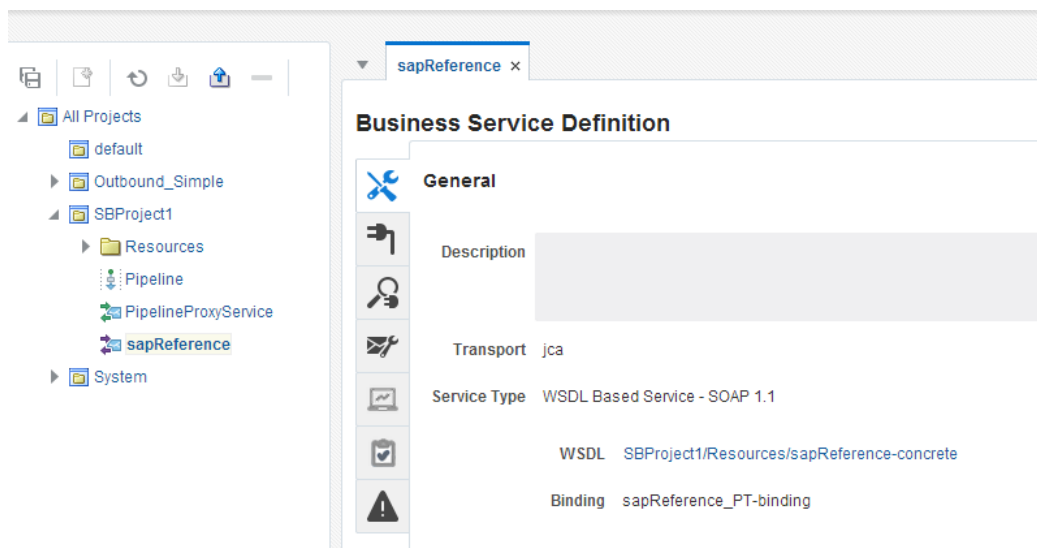 All Projects
default
Outbound_Simple
SBProject1
Resources
Pipeline
PipelineProxyService
sapReference
System
sapReference ×
Business Service Definition
General
Description
Transport jca
Service Type WSDL Based Service - SOAP 1.1
WSDL SBProject1/Resources/sapReference-concrete
Binding sapReference_PT-binding